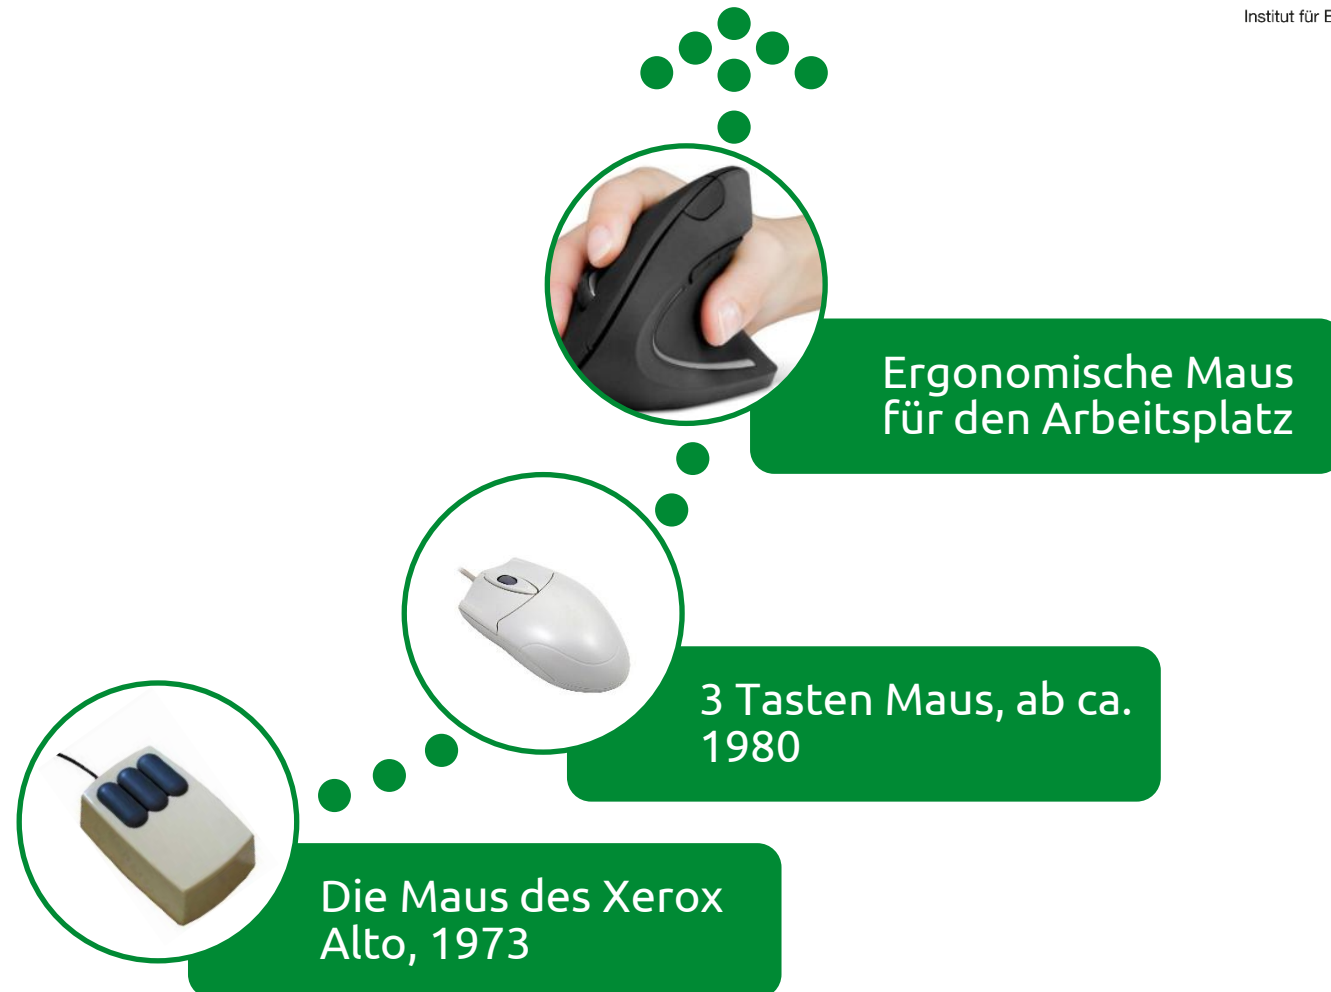 Institut für E
Ergonomische Maus
für den Arbeitsplatz
3 Tasten Maus, ab ca.
1980
Die Maus des Xerox
Alto, 1973